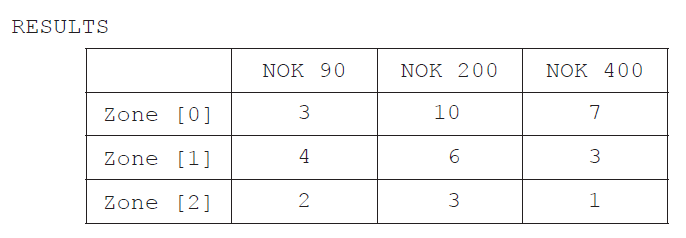 RESULTS
NOK 90 NOK 200 NOK 400
Zone [0] 3 10 7
Zone [1] 4 6 3
Zone [2] 2 3 1